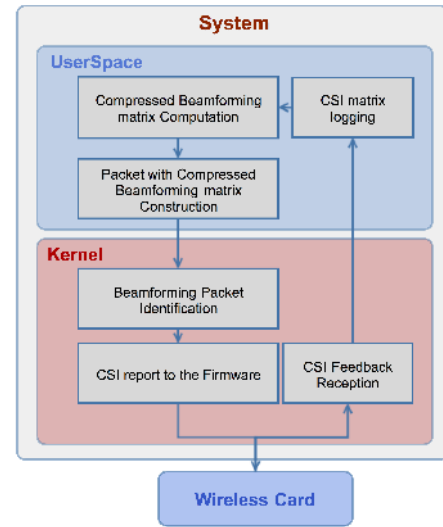 System
UserSpace
Compressed Beamforming
matrix Computation
CSI matrix
logging
Packet with Compressed
Beamforming matrix
Construction
Kernel
Beamforming Packet
Identification
CSI report to the Firmware
CSI Feedback
Reception
Wireless Card